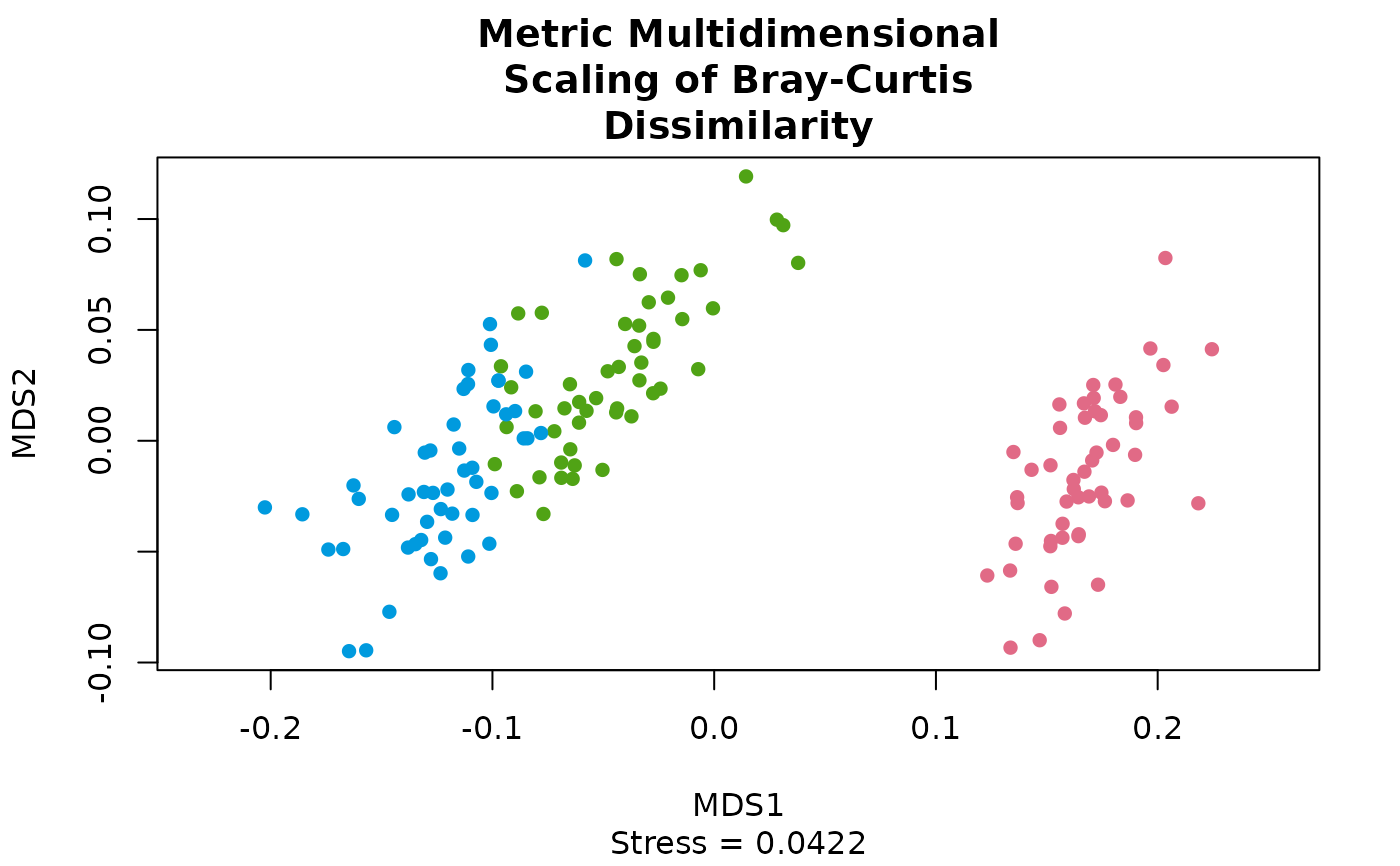 Metric Multidimensional
Scaling of Bray-Curtis
Dissimilarity
MDS2
0.10
0.05
0.00
-0.10
-0.2 -0.1 0.0 0.1 0.2
MDS1
Stress = 0.0422